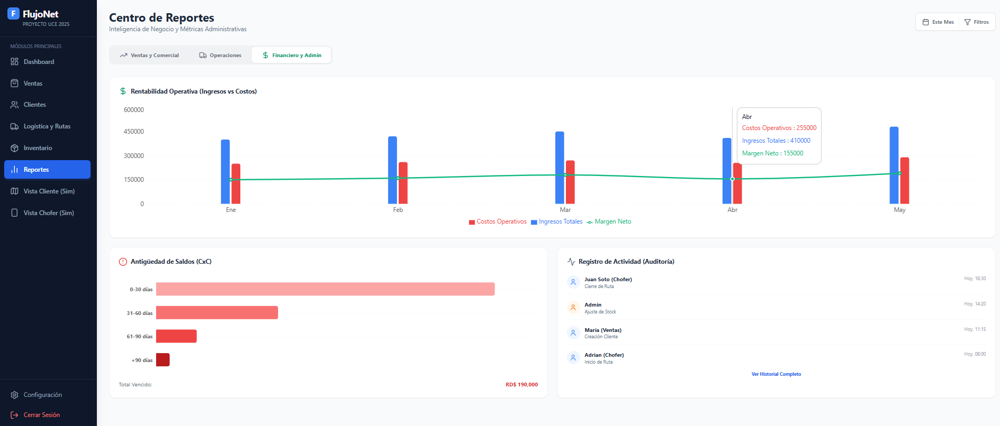 F FlujoNet
PROYECTO UCE 2025
MÓDULOS PRINCIPALES
Dashboard
Ventas
Clientes
Logística y Rutas
Inventario
Reportes
Vista Cliente (Sim)
Vista Chofer (Sim)
Configuración
Cerrar Sesión
Centro de Reportes
Inteligencia de Negocio y Métricas Administrativas
Este Mes Filtros
Ventas y Comercial Operaciones Financiero y Admin
Rentabilidad Operativa (Ingresos vs Costos)
600000
450000
300000
150000
0
Ene Feb Mar Abr May
Abr
Costos Operativos : 255000
Ingresos Totales : 410000
Margen Neto : 155000
Costos Operativos Ingresos Totales Margen Neto
Antigüedad de Saldos (CxC)
0-30 días
31-60 días
61-90 días
+90 días
Total Vencido: RD$ 190,000
Registro de Actividad (Auditoría)
Juan Soto (Chofer) Hoy, 18:30
Cierre de Ruta
Admin Hoy, 14:20
Ajuste de Stock
Maria (Ventas) Hoy, 11:15
Creación Cliente
Adrian (Chofer) Hoy, 08:00
Inicio de Ruta
Ver Historial Completo